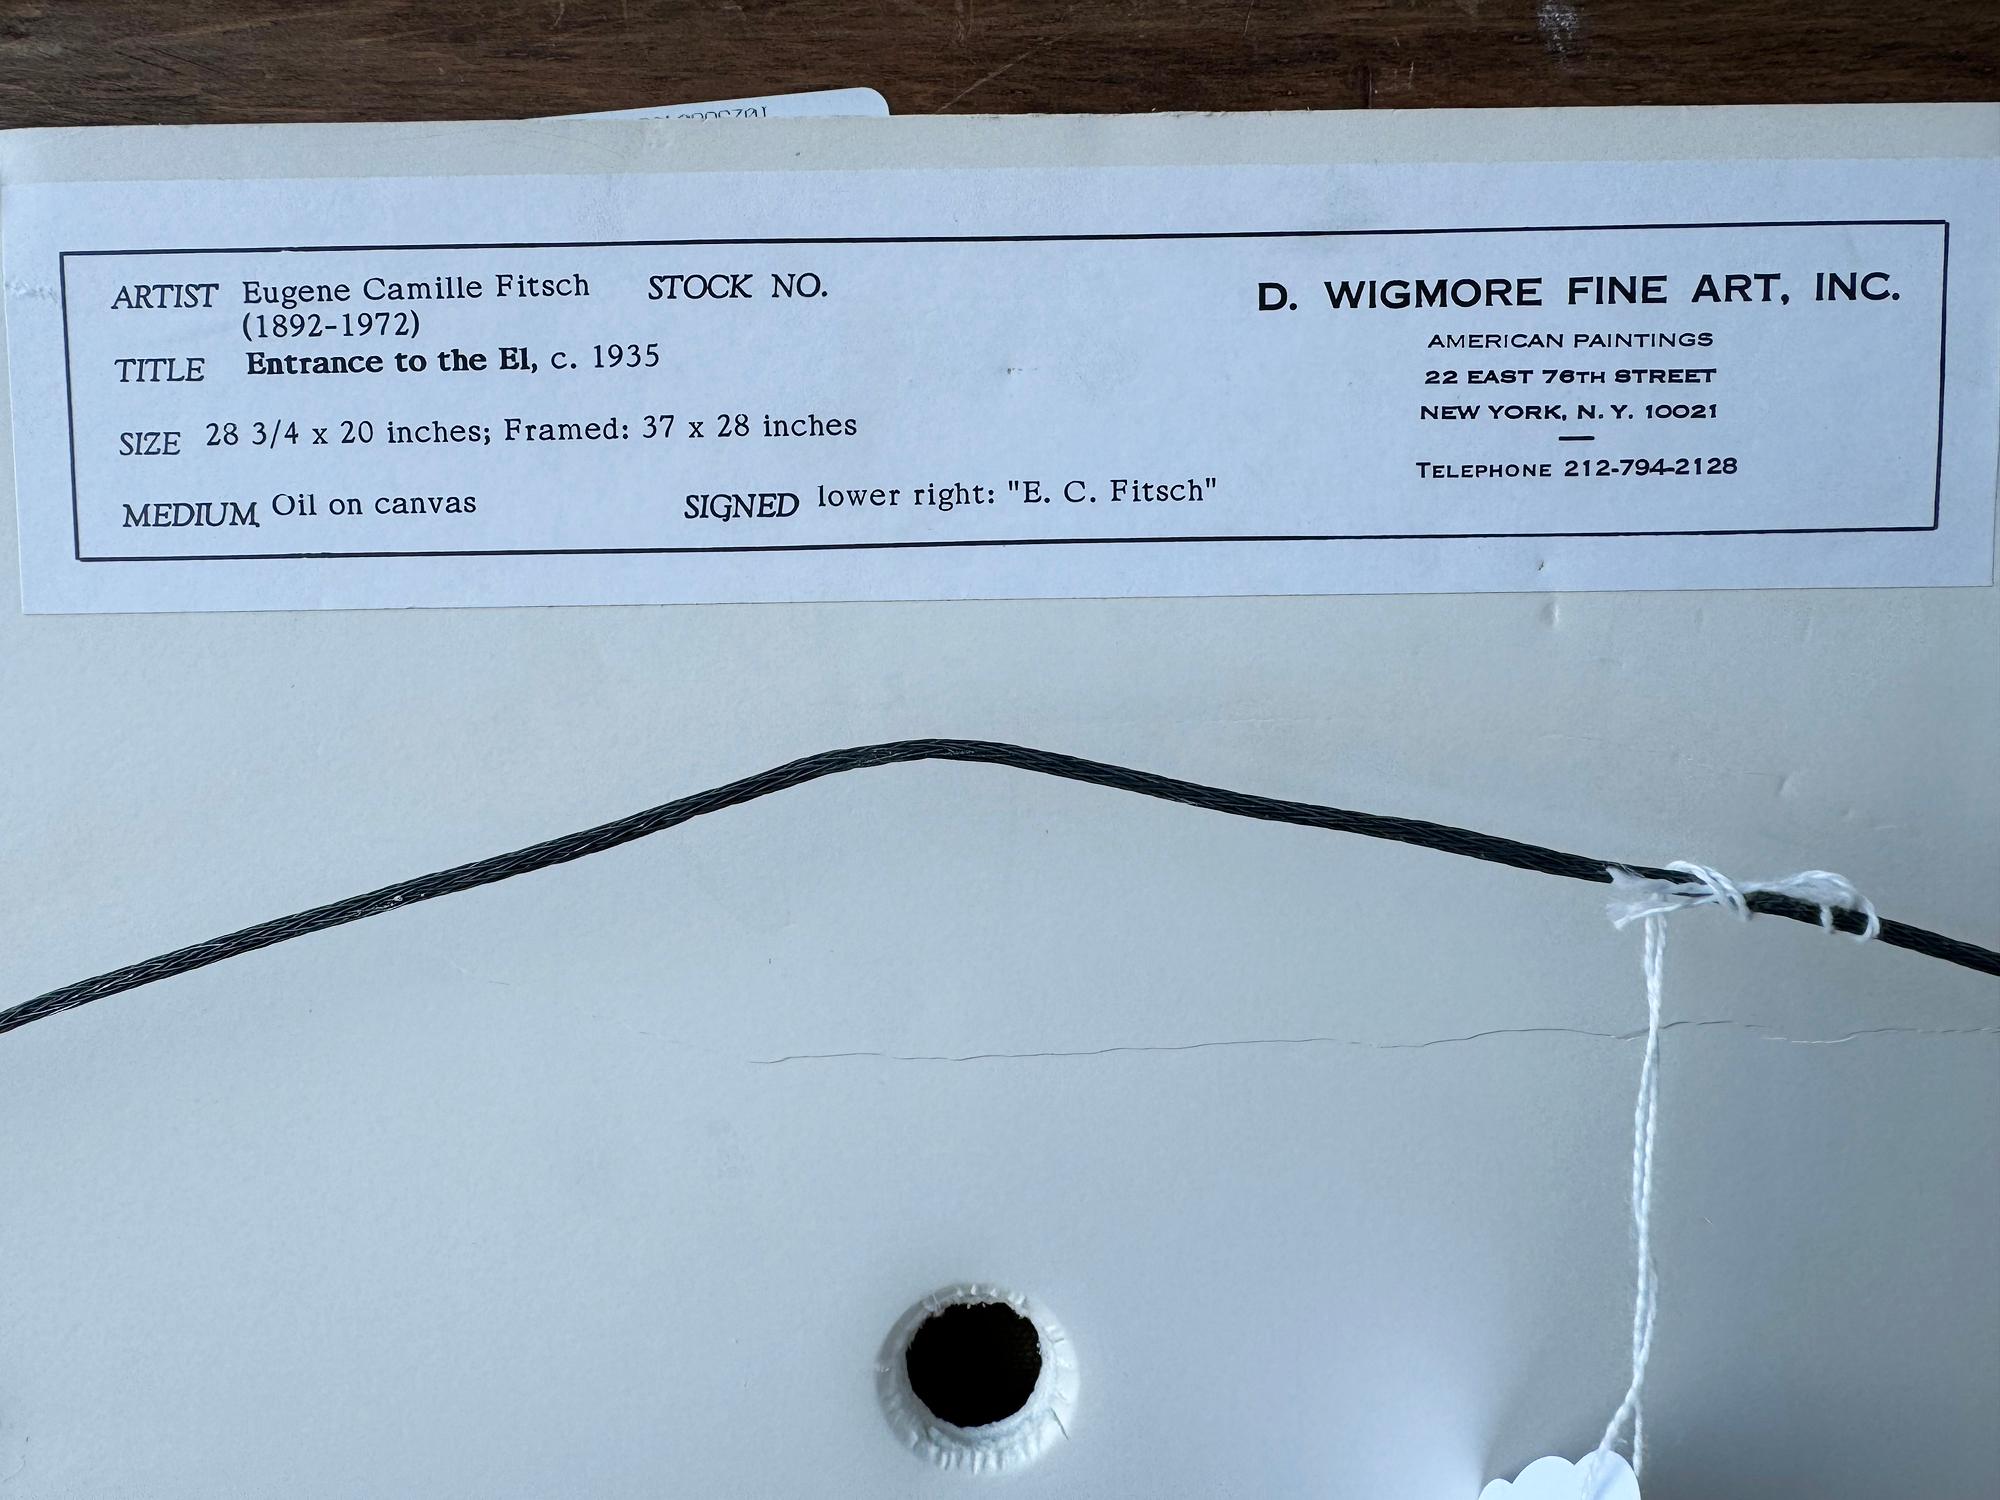 ARTIST Eugene Camille Fitsch STOCK NO.
(1892-1972)
TITLE Entrance to the El, c. 1935
SIZE 28 3/4 x 20 inches; Framed: 37 x 28 inches
MEDIUM Oil on canvas SIGNED lower right: "E. C. Fitsch"
D. WIGMORE FINE ART, INC.
AMERICAN PAINTINGS
22 EAST 76TH STREET
NEW YORK, N. Y. 10021
TELEPHONE 212-794-2128